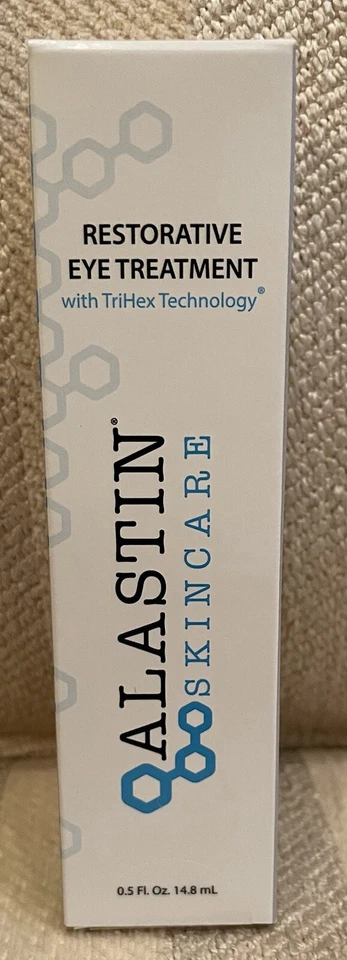 RESTORATIVE
EYE TREATMENT
with TriHex Technology®
ALASTIN®
SKINCARE
0.5 Fl. Oz. 14.8 mL